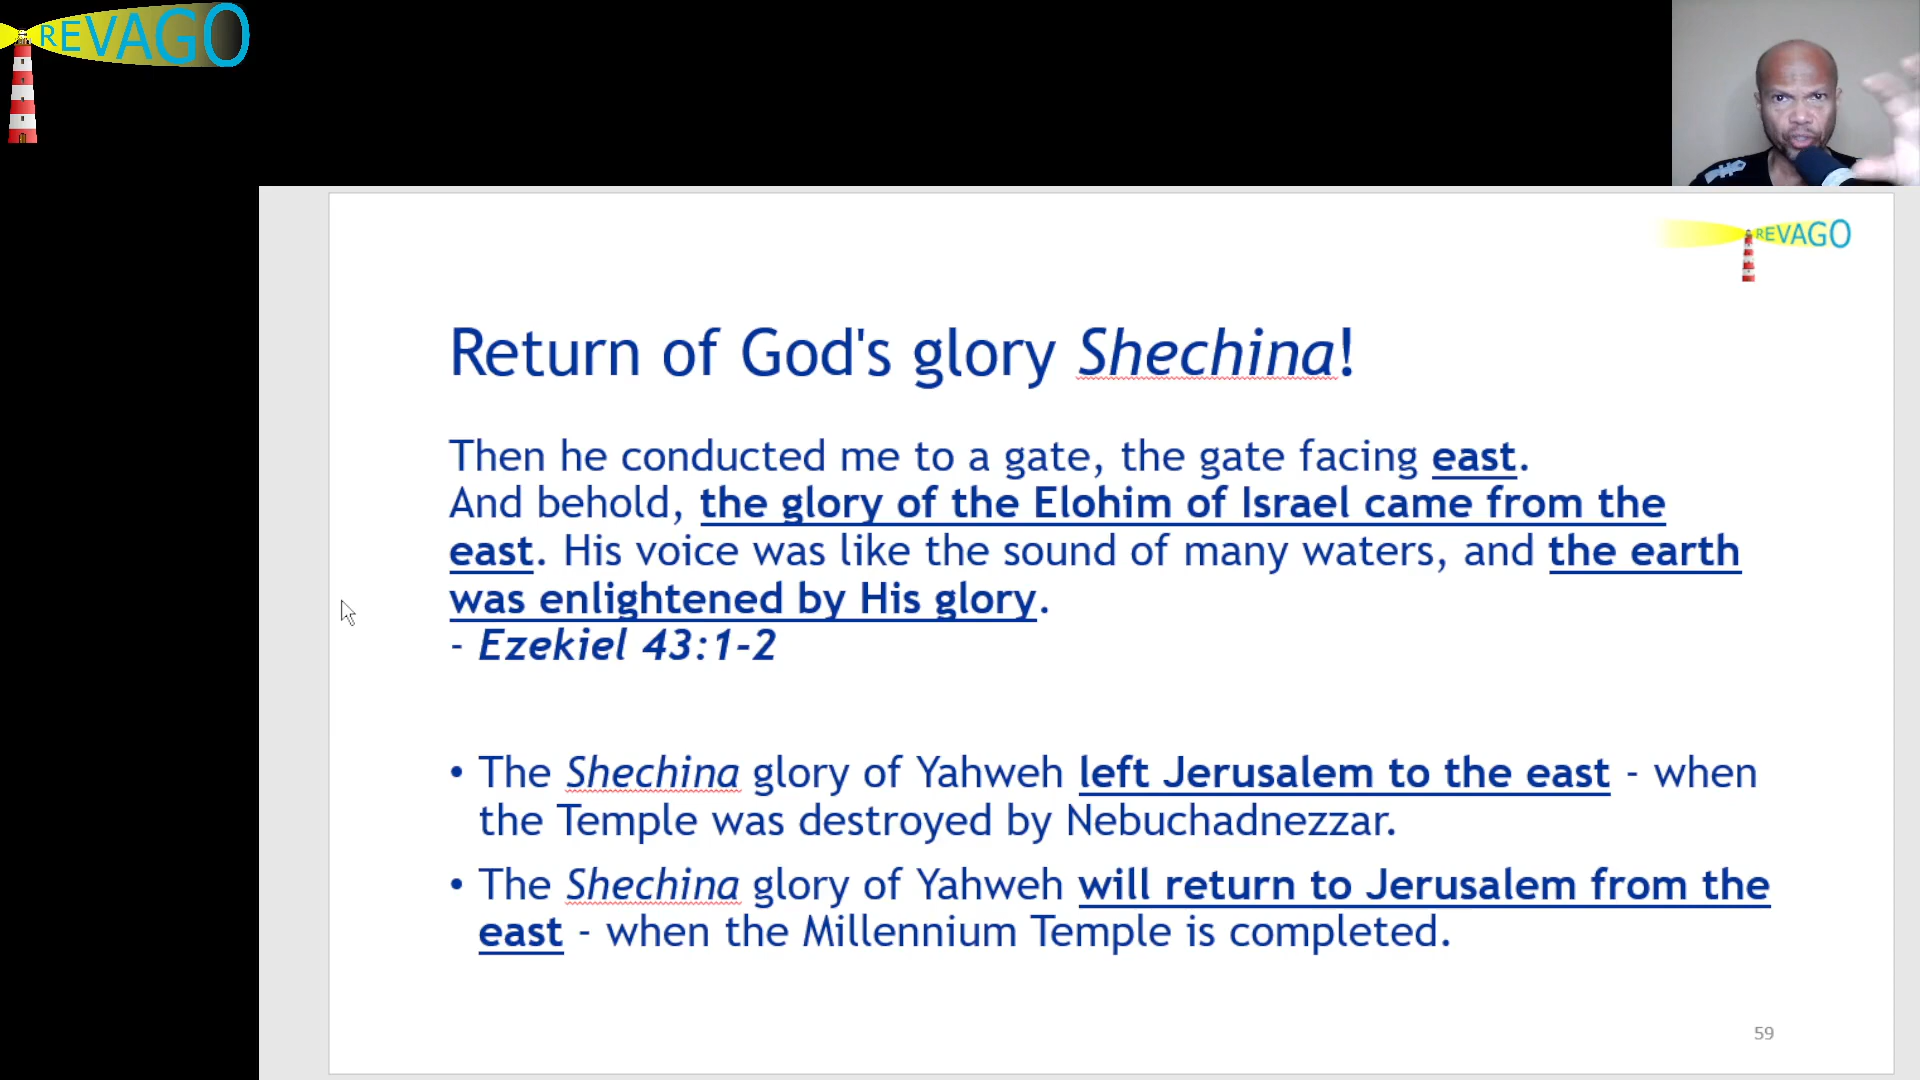 REVAGO
REVAGO
Return of God's glory Shechina!
Then he conducted me to a gate, the gate facing east.
And behold, the glory of the Elohim of Israel came from the
east. His voice was like the sound of many waters, and the earth
was enlightened by His glory.
- Ezekiel 43:1-2
• The Shechina glory of Yahweh left Jerusalem to the east - when
the Temple was destroyed by Nebuchadnezzar.
• The Shechina glory of Yahweh will return to Jerusalem from the
east - when the Millennium Temple is completed.
59